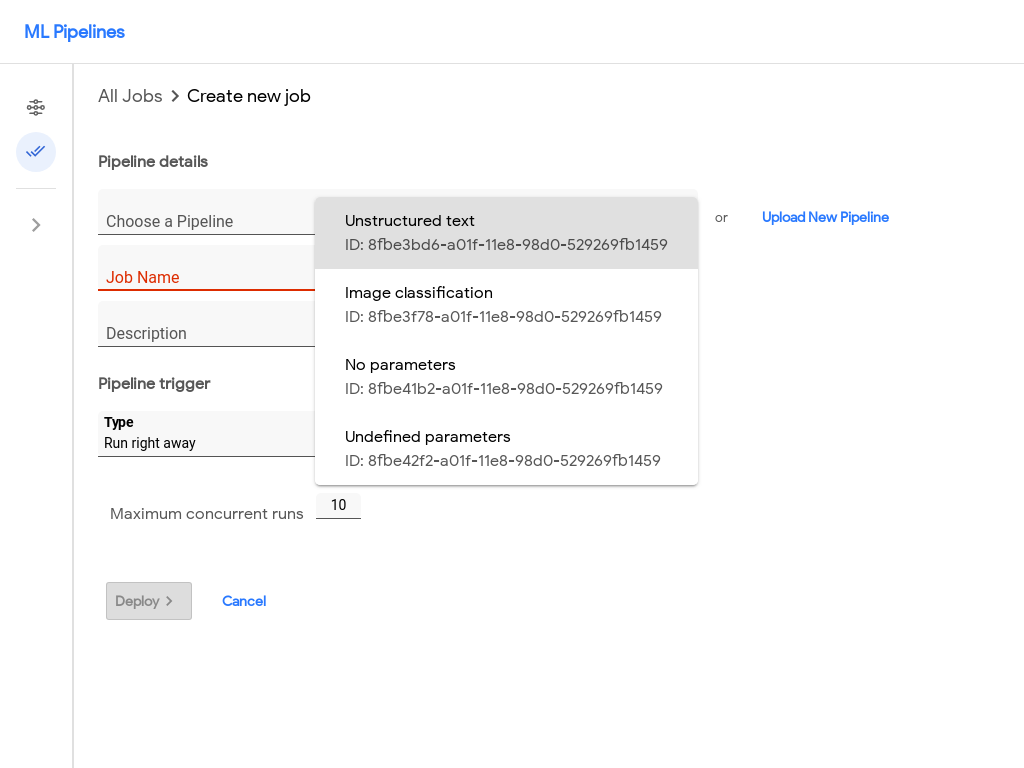 ML Pipelines
All Jobs > Create new job
Pipeline details
Choose a Pipeline
or
Upload New Pipeline
Unstructured text
ID: 8fbe3bd6-a01f-11e8-98d0-529269fb1459
Job Name
Image classification
ID: 8fbe3f78-a01f-11e8-98d0-529269fb1459
Description
No parameters
ID: 8fbe41b2-a01f-11e8-98d0-529269fb1459
Pipeline trigger
Undefined parameters
ID: 8fbe42f2-a01f-11e8-98d0-529269fb1459
Type
Run right away
Maximum concurrent runs 10
Deploy >
Cancel